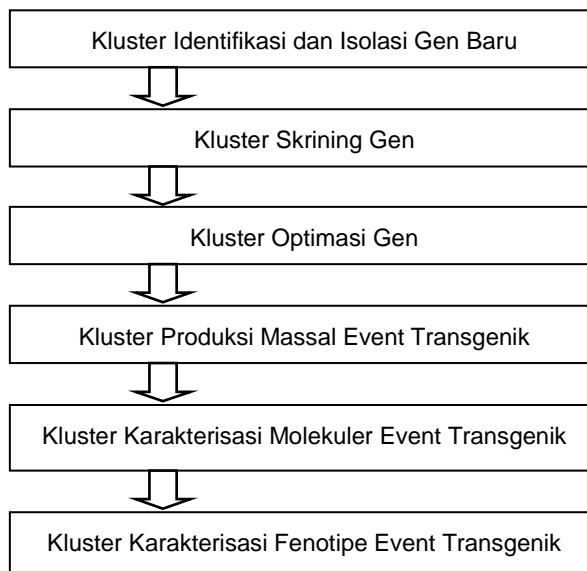 Kluster Identifikasi dan Isolasi Gen Baru
Kluster Skrining Gen
Kluster Optimasi Gen
Kluster Produksi Massal Event Transgenik
Kluster Karakterisasi Molekuler Event Transgenik
Kluster Karakterisasi Fenotipe Event Transgenik